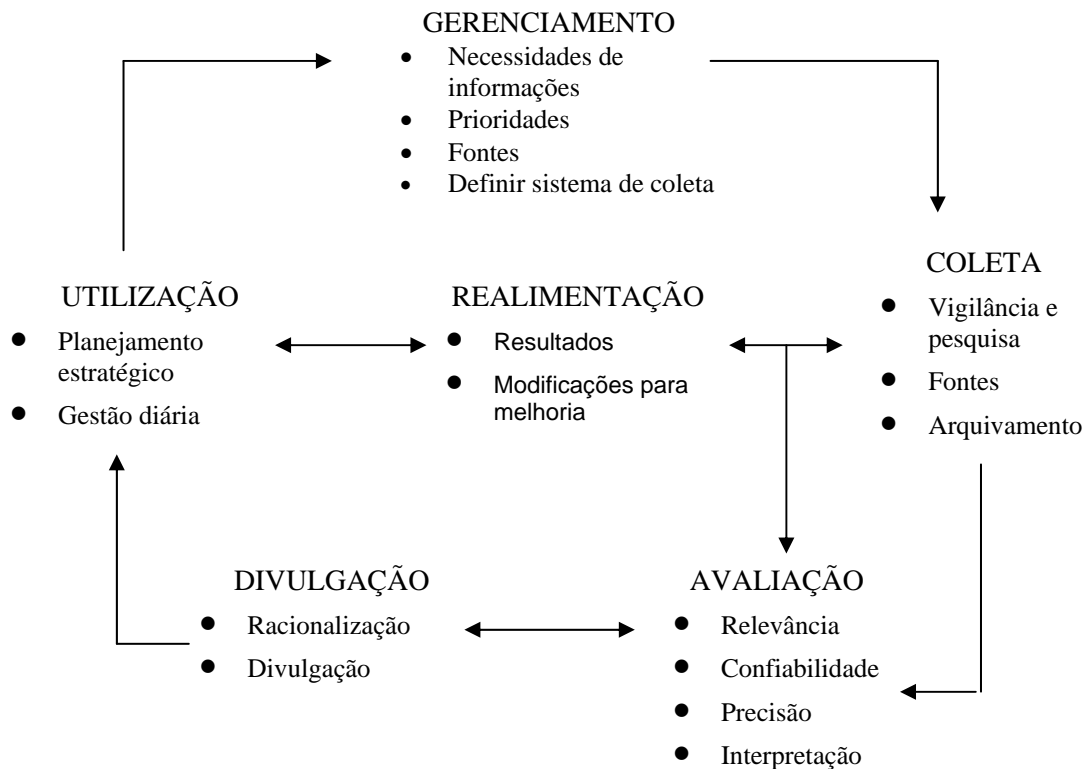 GERENCIAMENTO
● Necessidades de
informações
● Prioridades
● Fontes
● Definir sistema de coleta
COLETA
● Vigilância e
pesquisa
● Fontes
● Arquivamento
UTILIZAÇÃO
● Planejamento
estratégico
● Gestão diária
REALIMENTAÇÃO
● Resultados
● Modificações para
melhoria
DIVULGAÇÃO
● Racionalização
● Divulgação
AVALIAÇÃO
● Relevância
● Confiabilidade
● Precisão
● Interpretação